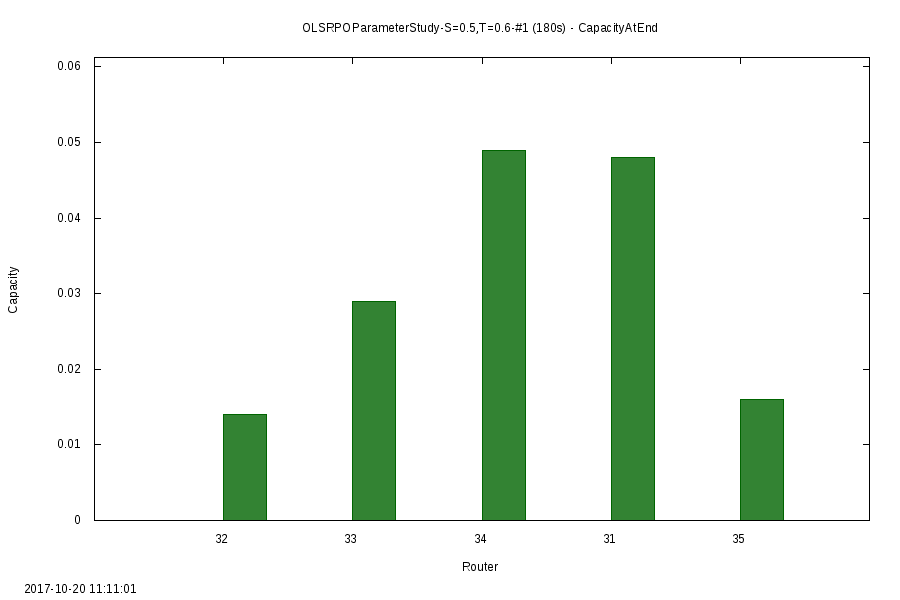 OLSRPOParameterStudy-S=0.5,T=0.6-#1 (180s) - CapacityAtEnd
0.06
0.05
0.04
0.03
0.02
0.01
0
Capacity
32 33 34 31 35
Router
2017-10-20 11:11:01